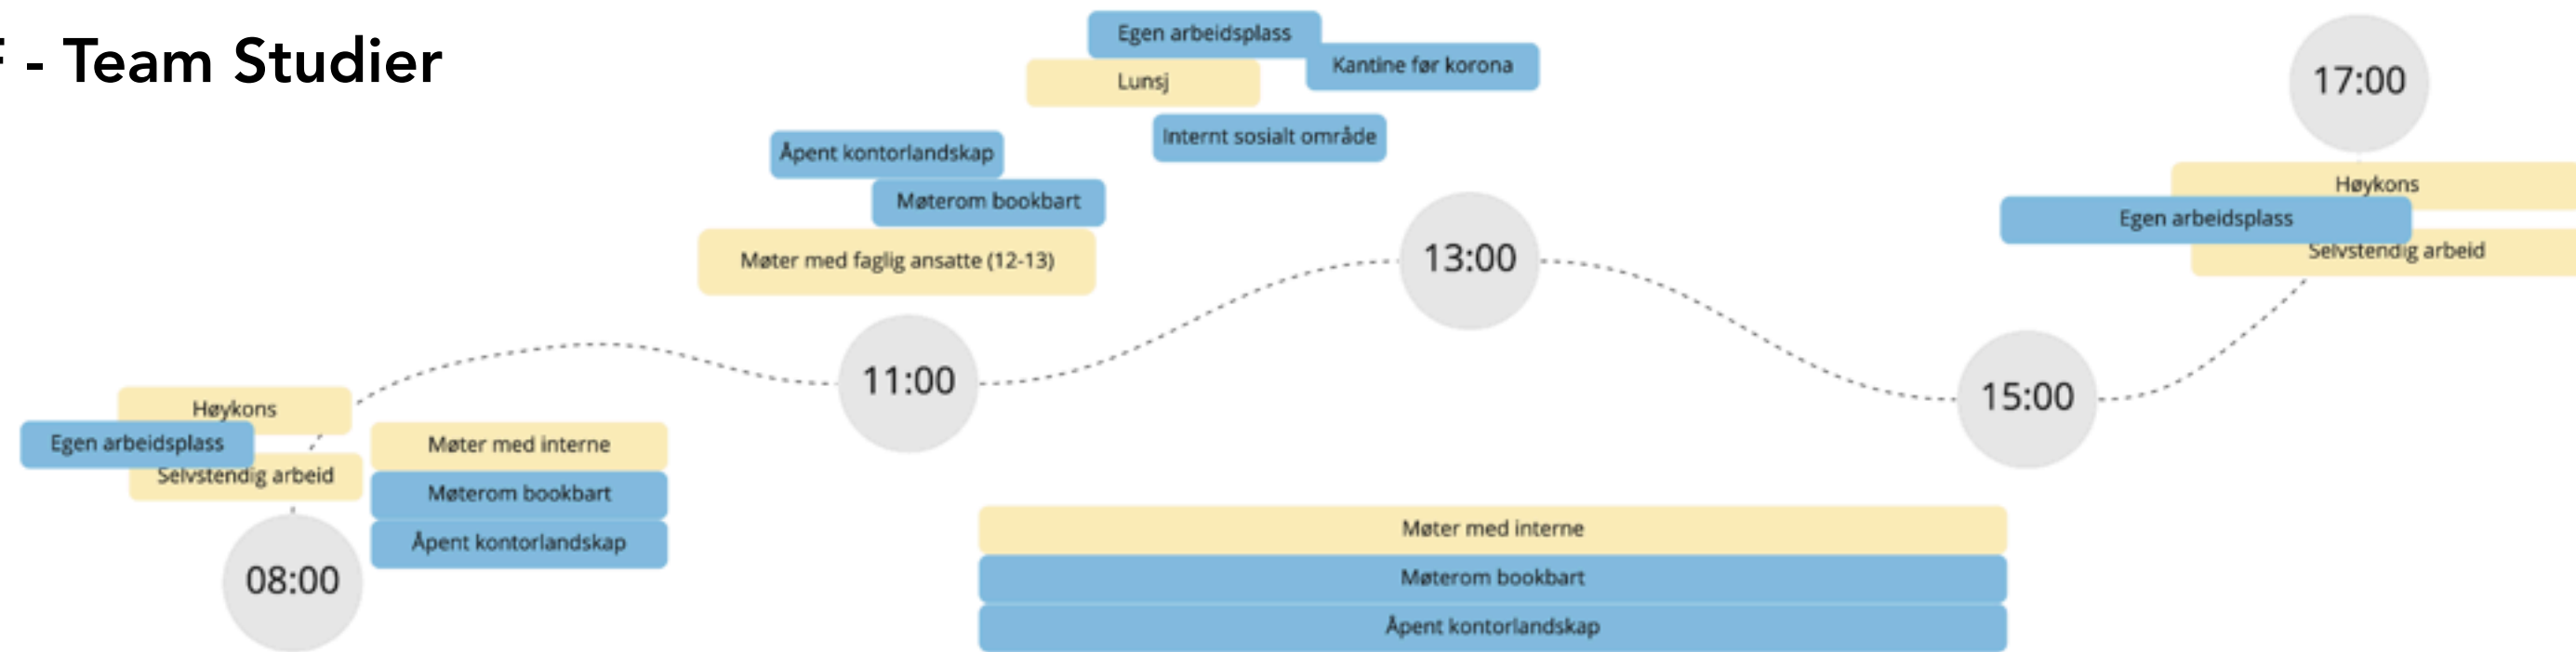 - Team Studier
Egen arbeidsplass
Kantine før korona
Lunsj
Internt sosialt område
Åpent kontorlandskap
Møterom bookbart
Møter med faglig ansatte (12-13)
17:00
Høykons
Egen arbeidsplass
Selvstendig arbeid
13:00
11:00
15:00
Høykons
Egen arbeidsplass
Selvstendig arbeid
08:00
Møter med interne
Møterom bookbart
Åpent kontorlandskap
Møter med interne
Møterom bookbart
Åpent kontorlandskap